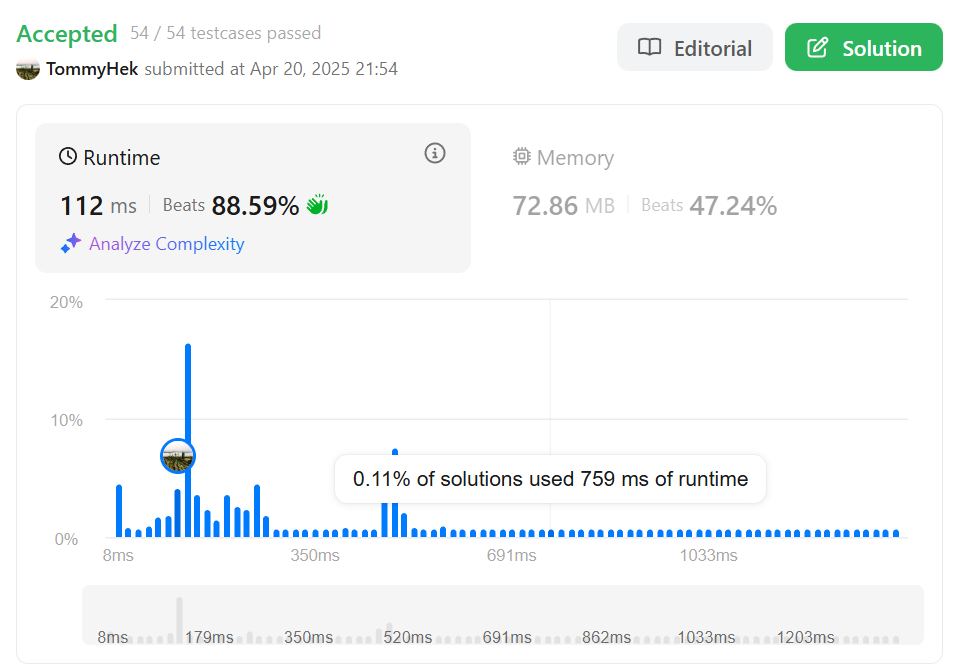 Accepted 54 / 54 testcases passed
TommyHek submitted at Apr 20, 2025 21:54
Editorial
Solution
Runtime
112 ms Beats 88.59%
Analyze Complexity
Memory
72.86 MB Beats 47.24%
20%
10%
0%
0.11% of solutions used 759 ms of runtime
8ms 350ms 691ms 1033ms
8ms 179ms 350ms 520ms 691ms 862ms 1033ms 1203ms